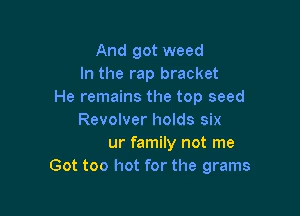 And got weed
In the rap bracket
He remains the top seed
Revolver holds six
ur family not me
Got too hot for the grams